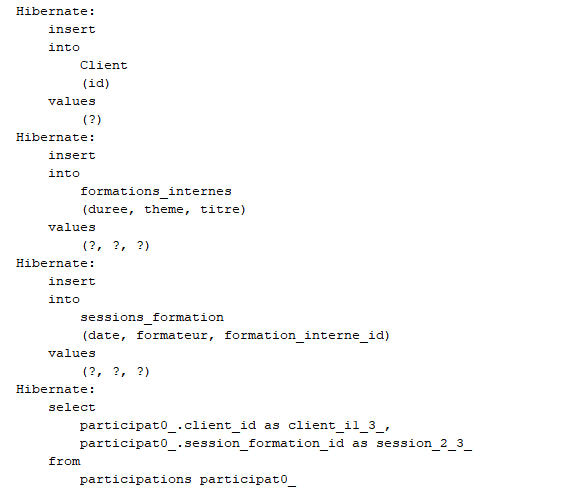 Hibernate:
insert
into
Client
(id)
values
(?)
Hibernate:
insert
into
formations_internes
(duree, theme, titre)
values
(?, ?, ?)
Hibernate:
insert
into
sessions_formation
(date, formateur, formation_interne_id)
values
(?, ?, ?)
Hibernate:
select
participat0_.client_id as client_i1_3_,
participat0_.session_formation_id as session_2_3_
from
participations participat0_